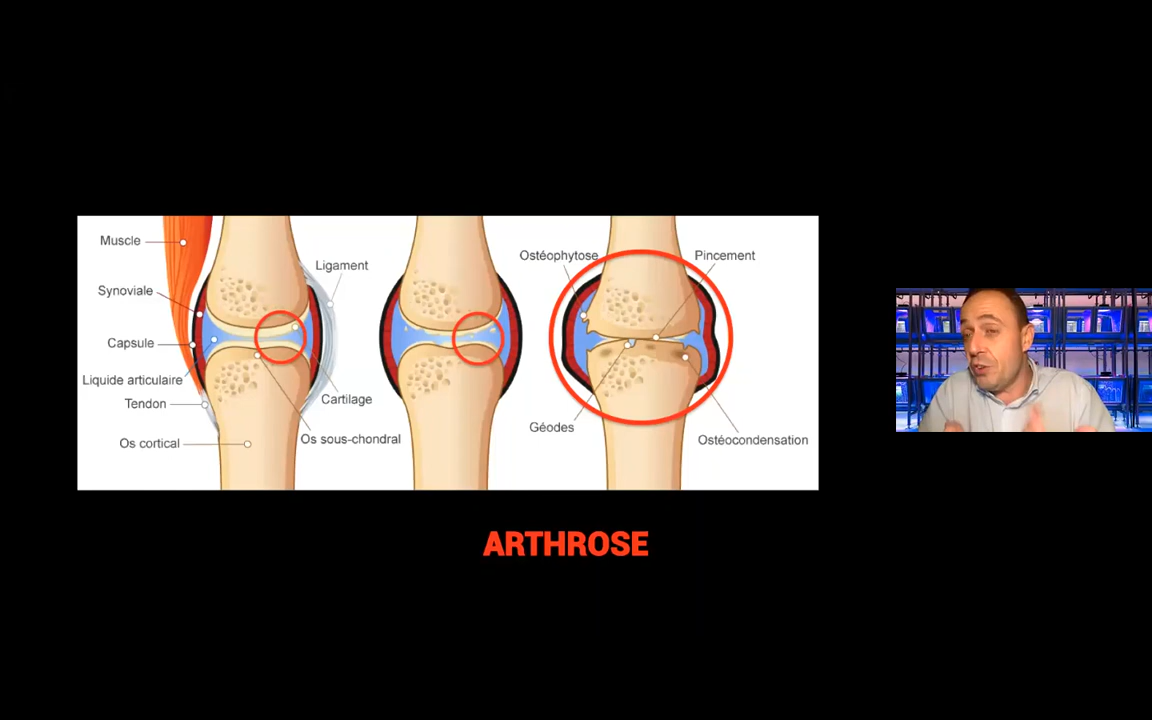 Muscle
Ligament
Synoviale
Capsule
Liquide articulaire
Tendon
Cartilage
Os cortical
Os sous-chondral
Ostéophytose
Pincement
Géodes
Ostéocondensation
ARTHROSE